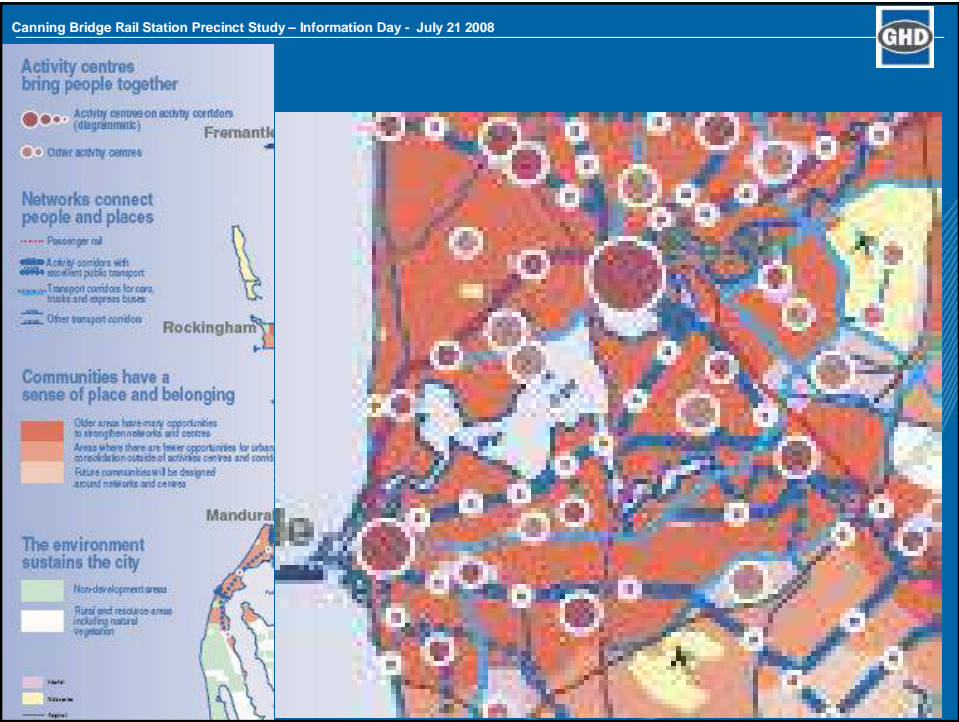 Canning Bridge Rail Station Precinct Study – Information Day - July 21 2008
GHD
Activity centres
bring people together
Activity centres on activity corridors
(diagrammatic)
Fremantle
Other activity centres
Networks connect
people and places
Passenger rail
Activity corridors with
excellent public transport
Transport corridors for cars,
trucks and express buses
Other transport corridors
Rockingham
Communities have a
sense of place and belonging
Older areas have many opportunities
to strengthen networks and centres
Areas where there are fewer opportunities for urban
consolidation outside of activities centres and corrid
Future communities will be designed
around networks and centres
Mandura
le
The environment
sustains the city
Non-development areas
Rural and resource areas
including natural
vegetation
GHD